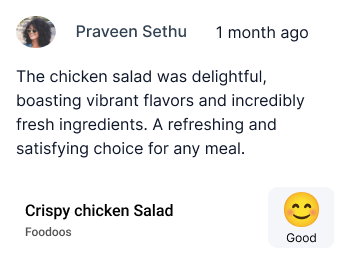 Praveen Sethu 1 month ago
The chicken salad was delightful,
boasting vibrant flavors and incredibly
fresh ingredients. A refreshing and
satisfying choice for any meal.
Crispy chicken Salad
Foodoos
Good